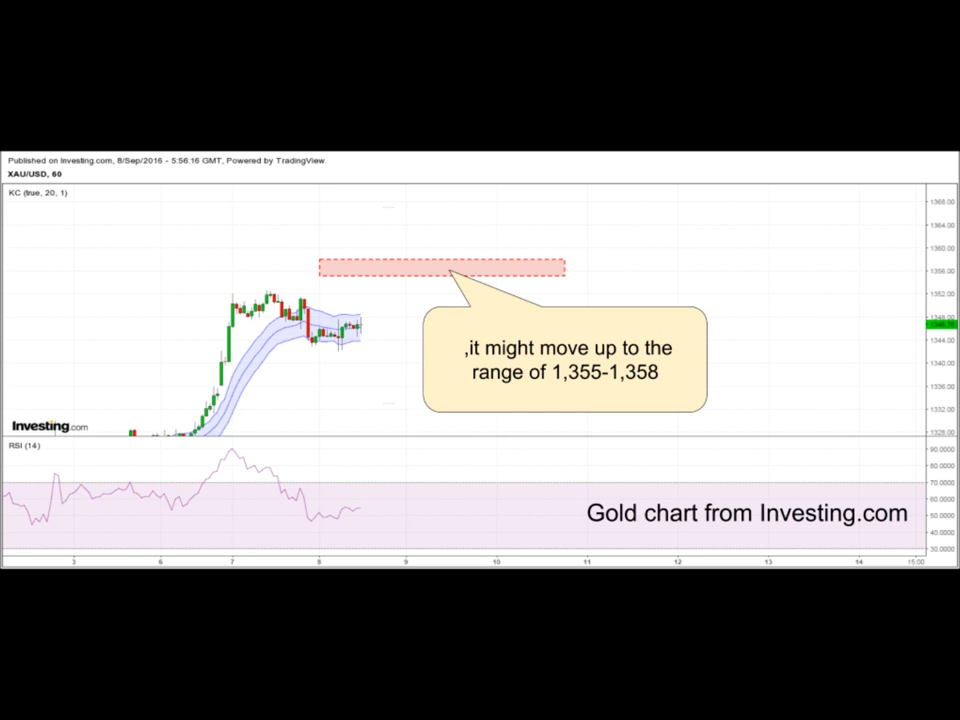 Published on Investing.com, 8/Sep/2016 - 5:56:16 GMT, Powered by TradingView.
XAU/USD, 60
KC (true, 20, 1)
1368.00
1364.00
1360.00
1356.00
1352.00
1348.00
1344.00
1340.00
1336.00
1332.00
1328.00
,it might move up to the
range of 1,355-1,358
Investing.com
RSI (14)
90.0000
80.0000
70.0000
60.0000
50.0000
40.0000
30.0000
Gold chart from Investing.com
3 6 7 8 9 10 11 12 13 14 15:00